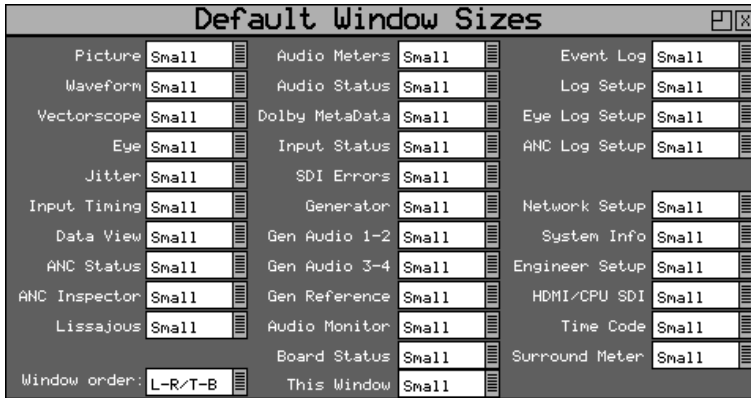 Default Window Sizes
Picture Small Audio Meters Small Event Log Small
Waveform Small Audio Status Small Log Setup Small
Vectorscope Small Dolby MetaData Small Eye Log Setup Small
Eye Small Input Status Small ANC Log Setup Small
Jitter Small SDI Errors Small
Input Timing Small Generator Small Network Setup Small
Data View Small Gen Audio 1-2 Small System Info Small
ANC Status Small Gen Audio 3-4 Small Engineer Setup Small
ANC Inspector Small Gen Reference Small HDMI/CPU SDI Small
Lissajous Small Audio Monitor Small Time Code Small
Board Status Small Surround Meter Small
Window order: L-R/T-B This Window Small